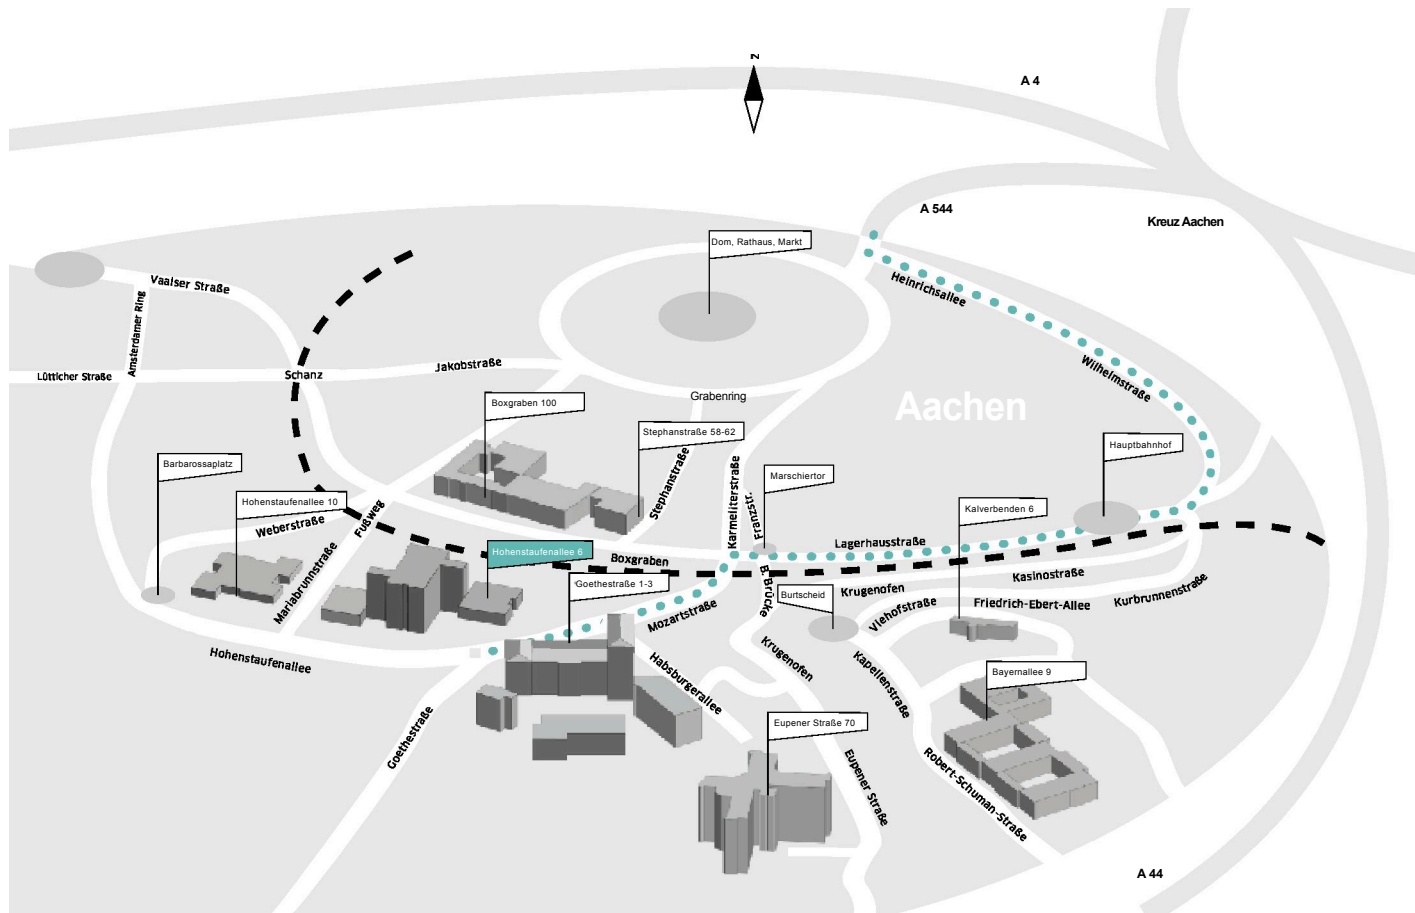 N
A 4
A 544
Kreuz Aachen
Dom, Rathaus, Markt
Vaalser Straße
Heinrichsallee
Amsterdamer Ring
Lütticher Straße
Schanz
Jakobstraße
Wilhelmstraße
Grabenring
Aachen
Boxgraben 100
Stephanstraße 58-62
Hauptbahnhof
Barbarossaplatz
Marschiertor
Hohenstaufenallee 10
Kalverbenden 6
Stephanstraße
Karmeliterstraße
Franzstr.
Weberstraße
Fußweg
Lagerhausstraße
Hohenstaufenallee 6
Boxgraben
Mariabrunnstraße
Goethestraße 1-3
B. Brücke
Burtscheid
Krugenofen
Kasinostraße
Viehofstraße
Friedrich-Ebert-Allee
Kurbrunnenstraße
Mozartstraße
Hohenstaufenallee
Habsburgerallee
Krugenofen
Kapellenstraße
Bayernallee 9
Goethestraße
Eupener Straße 70
Eupener Straße
Robert-Schuman-Straße
A 44